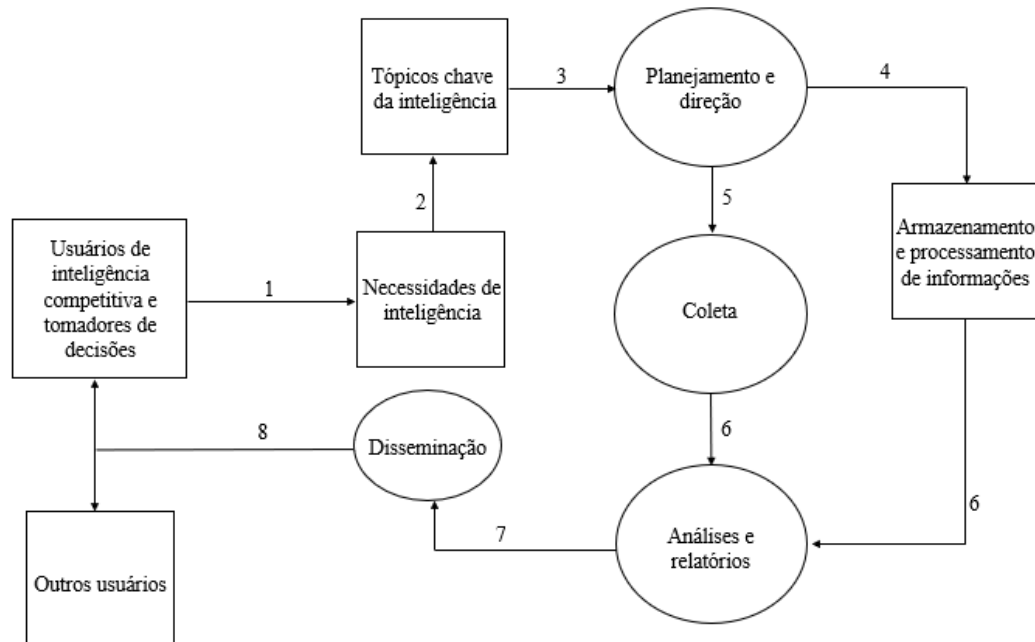 Tópicos chave
da inteligência
3
Planejamento e
direção
4
2
5
Usuários de
inteligência
competitiva e
tomadores de
decisões
1
Necessidades de
inteligência
Coleta
Armazenamento
e processamento
de informações
6
8
Disseminação
7
Análises e
relatórios
6
Outros usuários